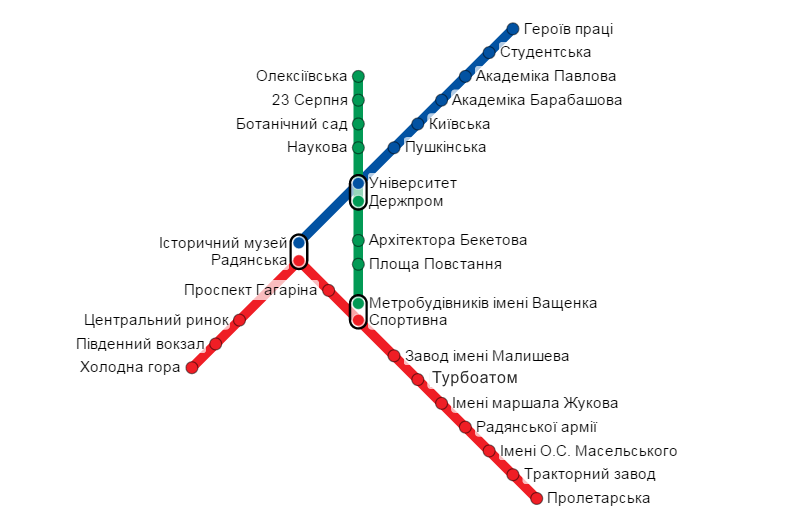 Героїв праці
Студентська
Олексіївська
Академіка Павлова
23 Серпня
Академіка Барабашова
Ботанічний сад
Київська
Наукова
Пушкінська
Університет
Держпром
Історичний музей
Архітектора Бекетова
Радянська
Площа Повстання
Проспект Гагаріна
Метробудівників імені Ващенка
Центральний ринок
Спортивна
Південний вокзал
Завод імені Малишева
Холодна гора
Турбоатом
Імені маршала Жукова
Радянської армії
Імені О.С. Масельського
Тракторний завод
Пролетарська